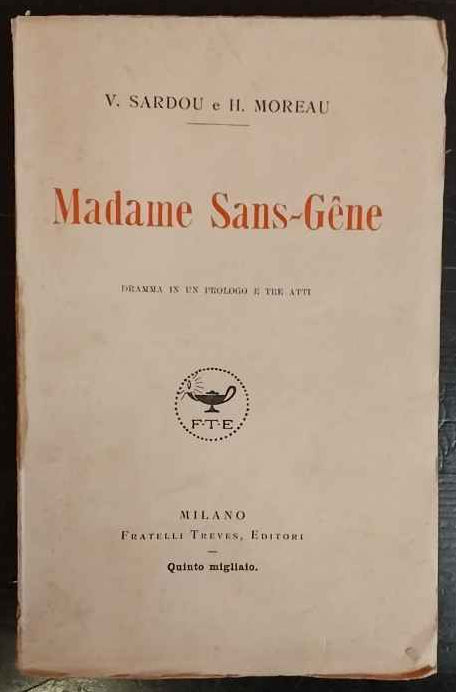 V. SARDOU e H. MOREAU
Madame Sans-Gêne
DRAMMA IN UN PROLOGO E TRE ATTI
F·T·E
MILANO
FRATELLI TREVES, EDITORI
Quinto migliaio.